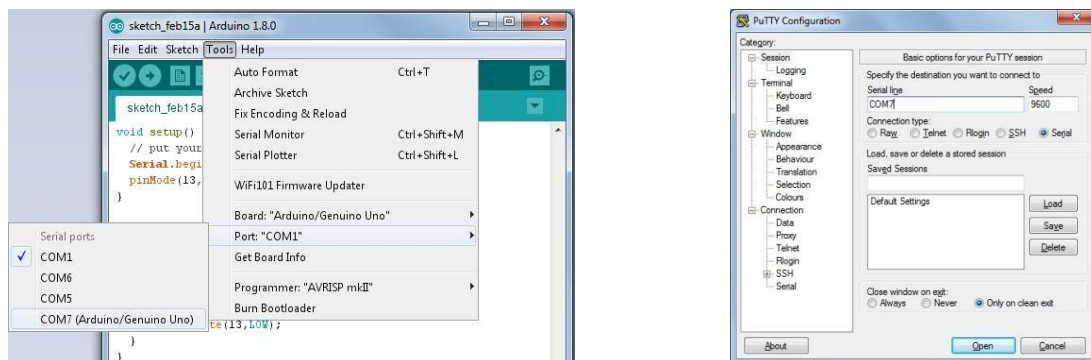 sketch_feb15a | Arduino 1.8.0
File Edit Sketch Tools Help
sketch_feb15a
void setup()
// put your
Serial.begi
pinMode(13,
}
Auto Format Ctrl+T
Archive Sketch
Fix Encoding & Reload
Serial Monitor Ctrl+Shift+M
Serial Plotter Ctrl+Shift+L
WiFi101 Firmware Updater
Board: "Arduino/Genuino Uno"
Port: "COM1"
Get Board Info
Programmer: "AVRISP mkII"
Burn Bootloader
Serial ports
COM1
COM6
COM5
COM7 (Arduino/Genuino Uno)
te(13,LOW);
}
}
PuTTY Configuration
Category:
Session
Logging
Terminal
Keyboard
Bell
Features
Window
Appearance
Behaviour
Translation
Selection
Colours
Connection
Data
Proxy
Telnet
Rlogin
SSH
Serial
Basic options for your PuTTY session
Specify the destination you want to connect to
Serial line Speed
COM7 9600
Connection type:
Raw Telnet Rlogin SSH Serial
Load, save or delete a stored session
Saved Sessions
Default Settings
Load
Save
Delete
Close window on exit:
Always Never Only on clean exit
About Open Cancel